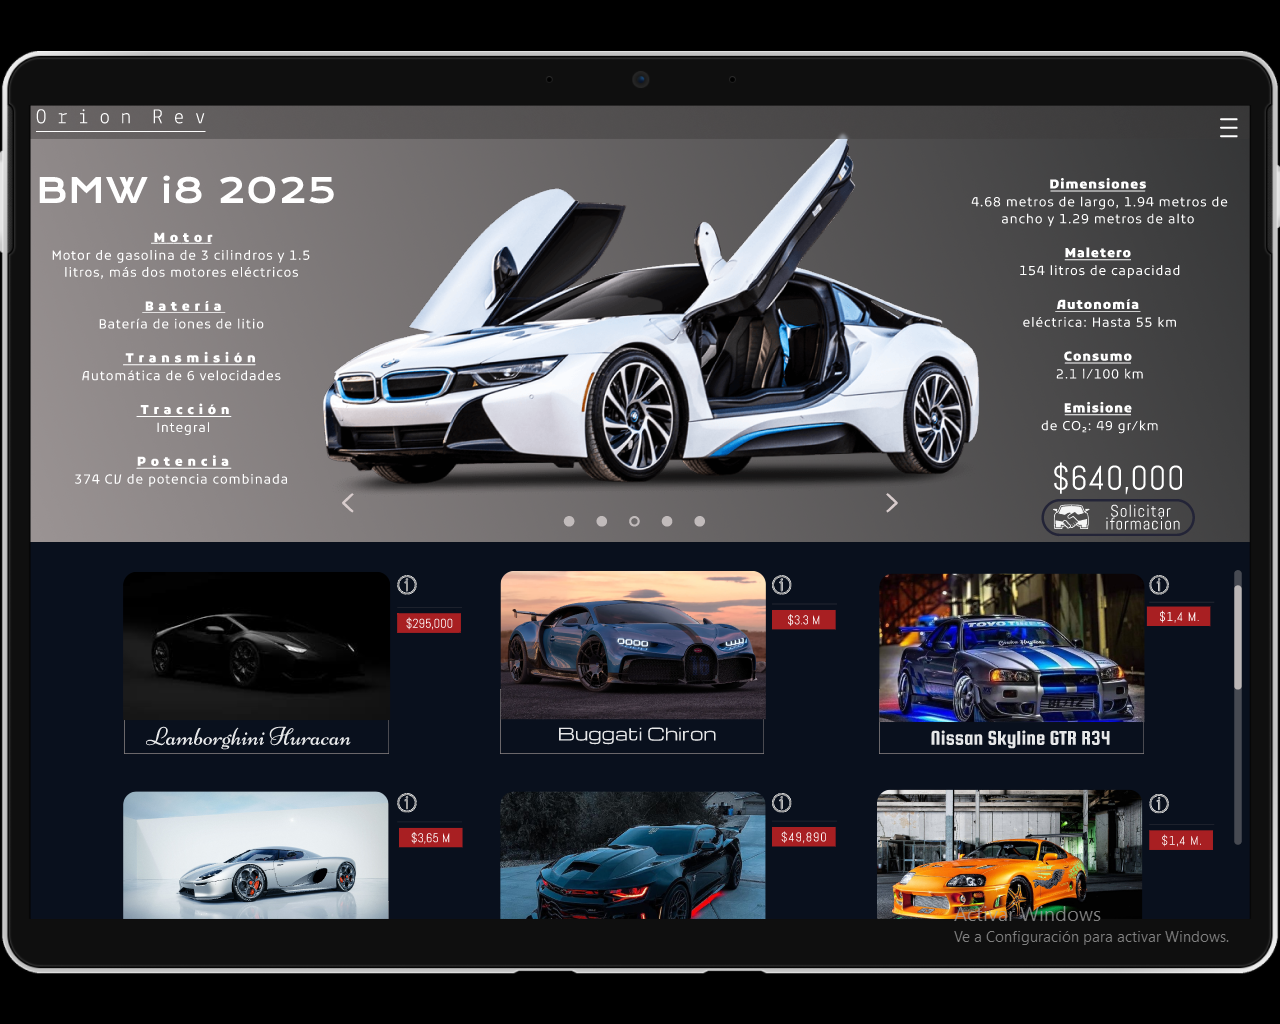 Orion Rev
BMW i8 2025
Motor
Motor de gasolina de 3 cilindros y 1.5
litros, más dos motores eléctricos
Batería
Batería de iones de litio
Transmisión
Automática de 6 velocidades
Tracción
Integral
Potencia
374 CV de potencia combinada
Dimensiones
4.68 metros de largo, 1.94 metros de
ancho y 1.29 metros de alto
Maletero
154 litros de capacidad
Autonomía
eléctrica: Hasta 55 km
Consumo
2.1 l/100 km
Emisione
de CO₂: 49 gr/km
$640,000
Solicitar
iformacion
$295,000
Lamborghini Huracan
$3.3 M
Buggati Chiron
TOYO TIRES
$1,4 M.
Nissan Skyline GTR R34
$3,65 M
$49,890
$1,4 M.
Activar Windows
Ve a Configuración para activar Windows.